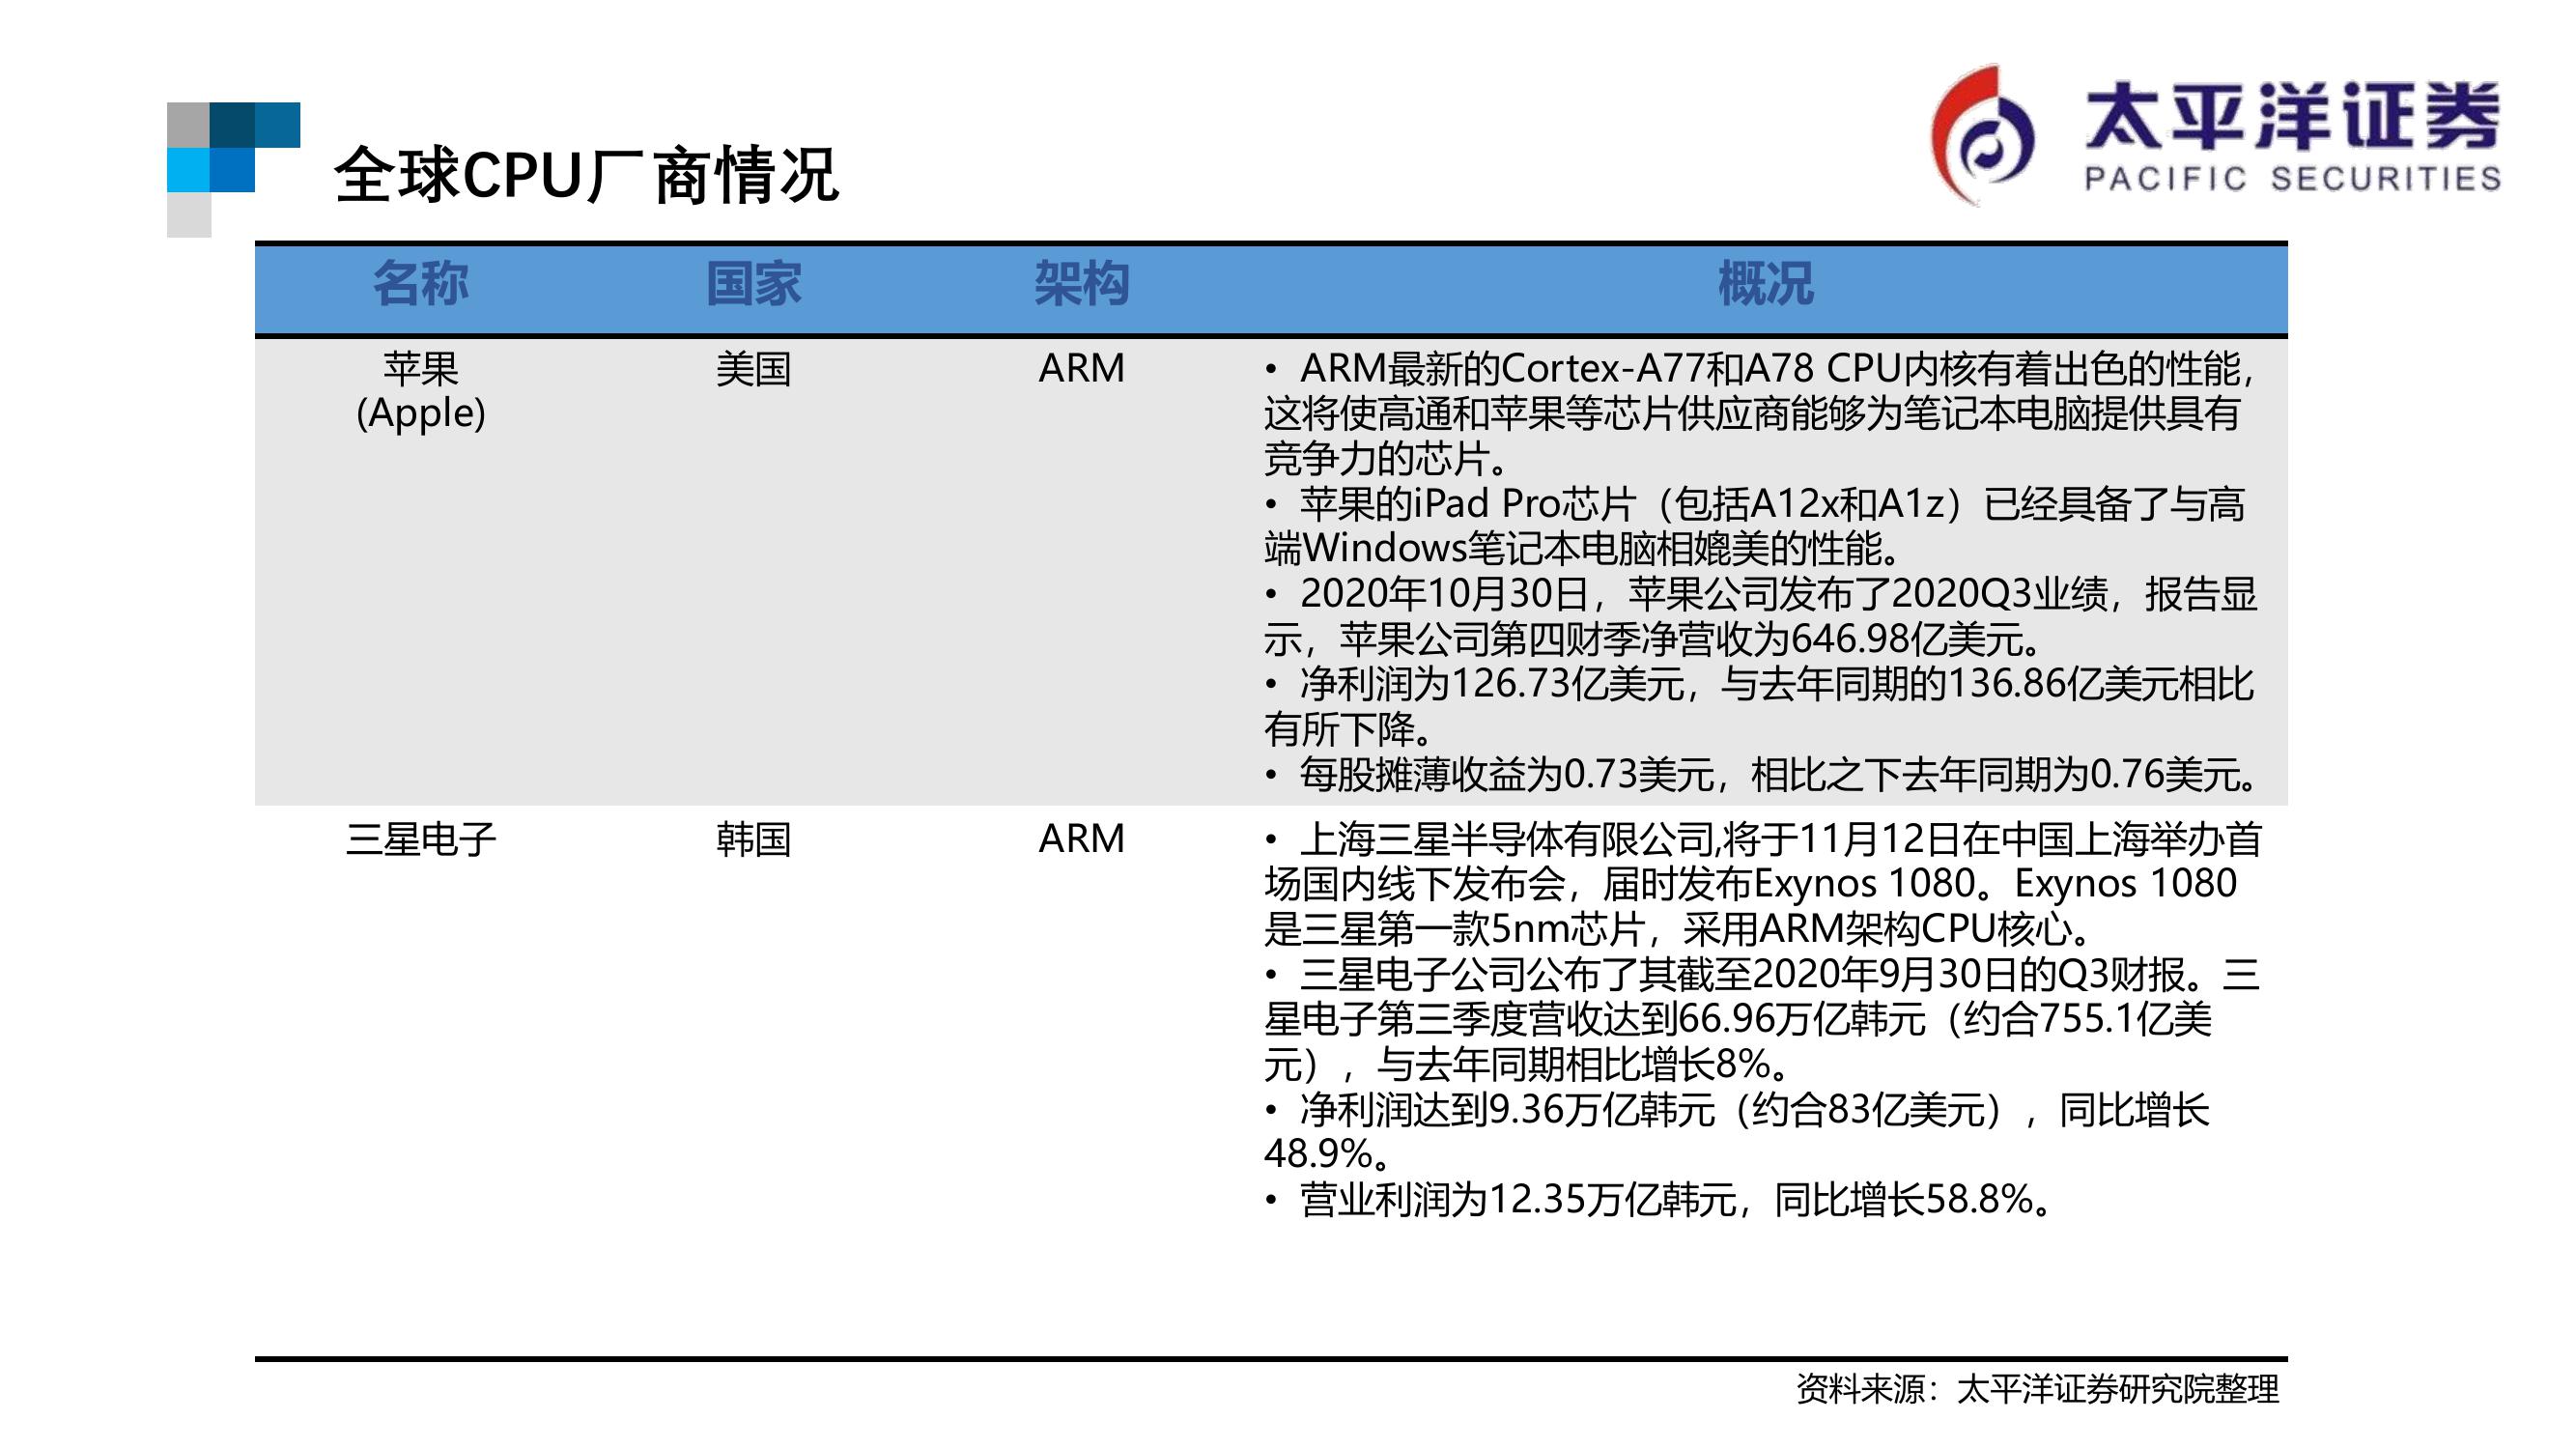 太平洋证券
PACIFIC SECURITIES
全球CPU厂商情况
名称 国家 架构 概况
苹果
(Apple)
美国
ARM
• ARM最新的Cortex-A77和A78 CPU内核有着出色的性能，
这将使高通和苹果等芯片供应商能够为笔记本电脑提供具有
竞争力的芯片。
• 苹果的iPad Pro芯片（包括A12x和A1z）已经具备了与高
端Windows笔记本电脑相媲美的性能。
• 2020年10月30日，苹果公司发布了2020Q3业绩，报告显
示，苹果公司第四财季净营收为646.98亿美元。
• 净利润为126.73亿美元，与去年同期的136.86亿美元相比
有所下降。
• 每股摊薄收益为0.73美元，相比之下去年同期为0.76美元。
三星电子
韩国
ARM
• 上海三星半导体有限公司,将于11月12日在中国上海举办首
场国内线下发布会，届时发布Exynos 1080。Exynos 1080
是三星第一款5nm芯片，采用ARM架构CPU核心。
• 三星电子公司公布了其截至2020年9月30日的Q3财报。三
星电子第三季度营收达到66.96万亿韩元（约合755.1亿美
元），与去年同期相比增长8%。
• 净利润达到9.36万亿韩元（约合83亿美元），同比增长
48.9%。
• 营业利润为12.35万亿韩元，同比增长58.8%。
资料来源：太平洋证券研究院整理